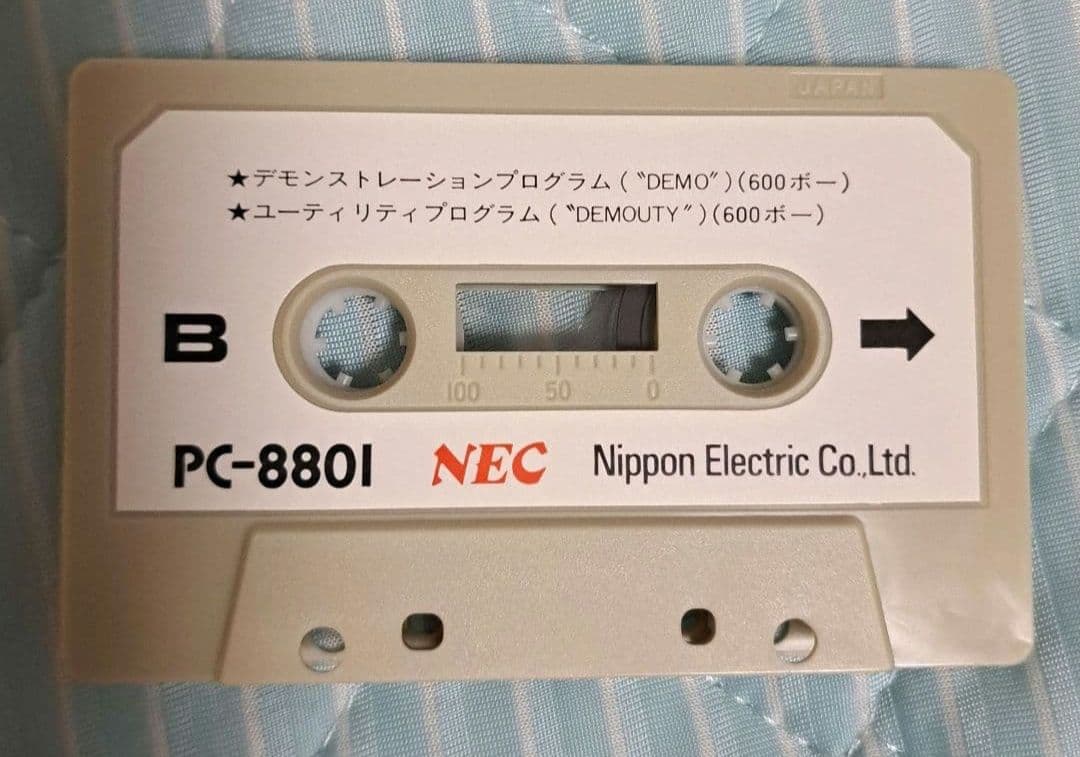 JAPAN
★デモンストレーションプログラム(〝DEMO〞)(600ボー)
★ユーティリティプログラム(〝DEMOUTY〞)(600ボー)
B
100 50 0
PC-8801 NEC Nippon Electric Co.,Ltd.